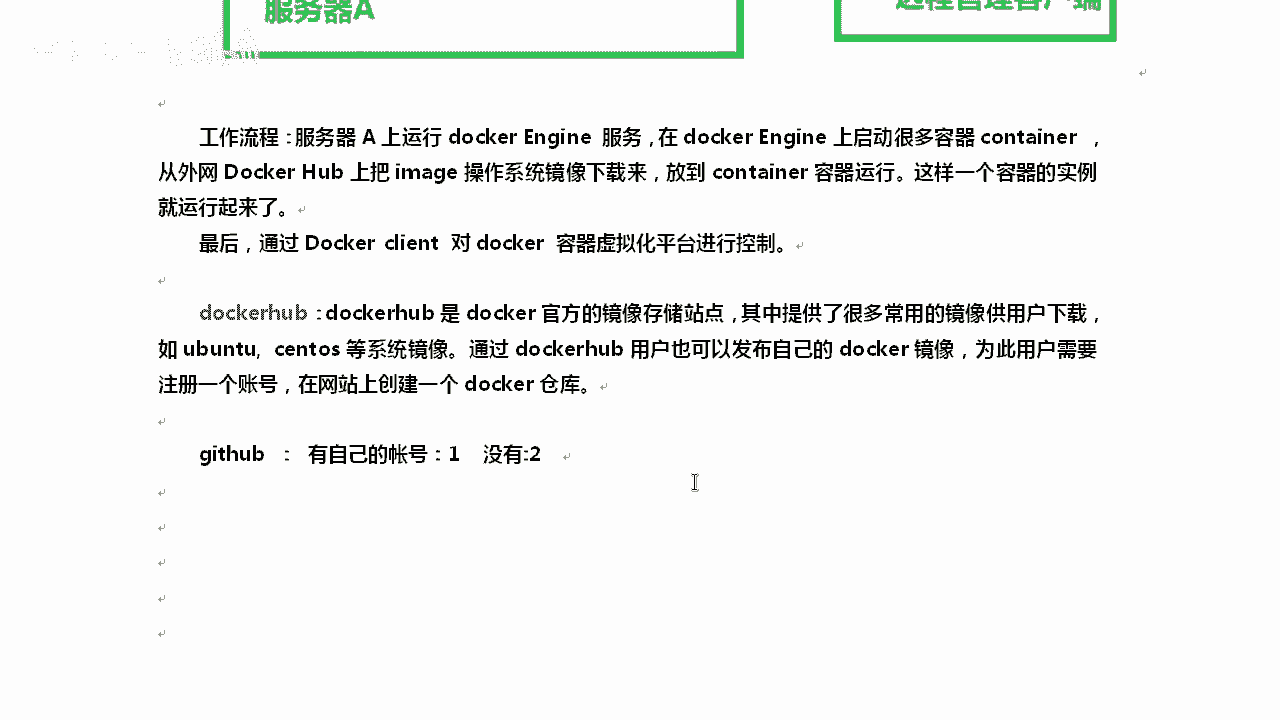 服务器A
远程管理客户端
工作流程：服务器 A 上运行 docker Engine 服务，在 docker Engine 上启动很多容器 container ，
从外网 Docker Hub 上把 image 操作系统镜像下载来，放到 container 容器运行。这样一个容器的实例
就运行起来了。
最后，通过 Docker client 对 docker 容器虚拟化平台进行控制。
dockerhub：dockerhub 是 docker 官方的镜像存储站点，其中提供了很多常用的镜像供用户下载，
如 ubuntu, centos 等系统镜像。通过 dockerhub 用户也可以发布自己的 docker 镜像，为此用户需要
注册一个账号，在网站上创建一个 docker 仓库。
github ： 有自己的帐号：1 没有:2